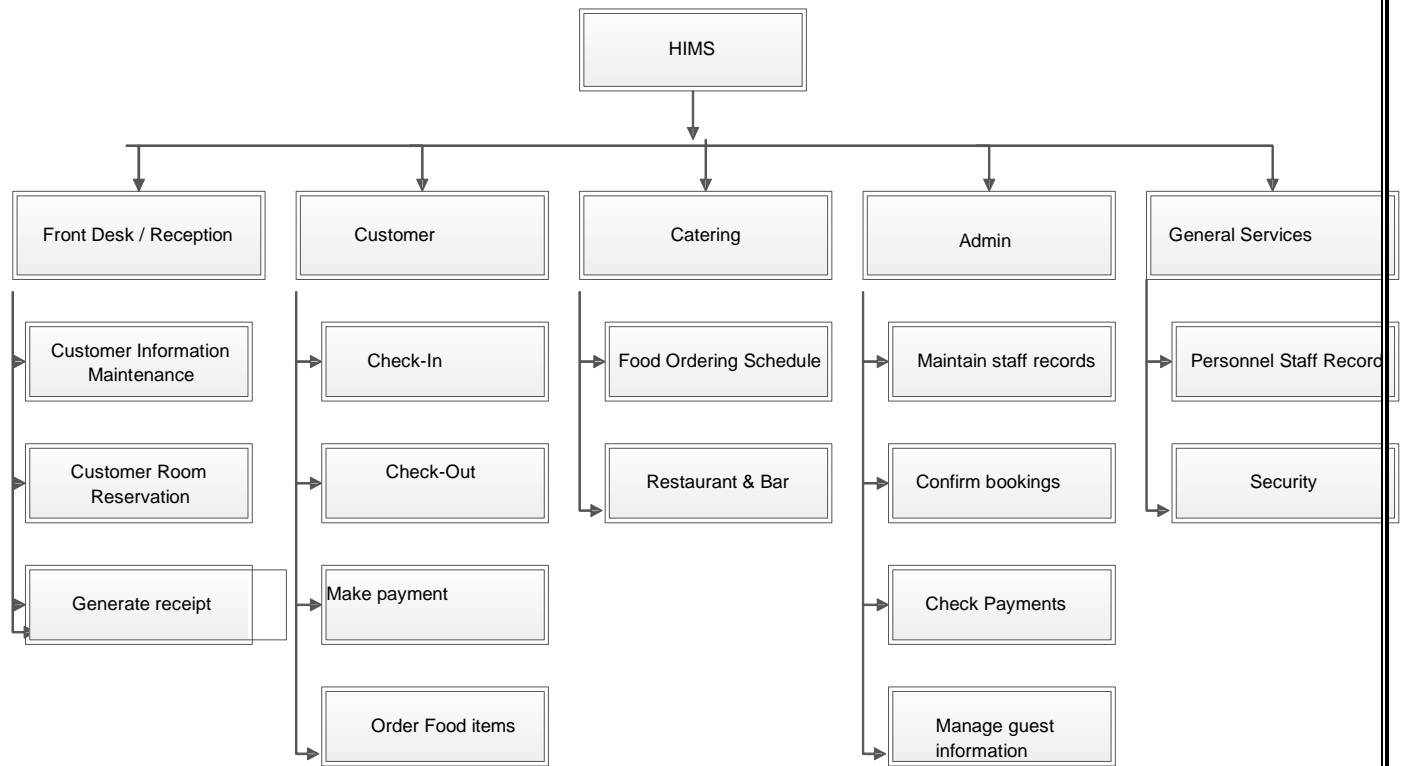 HIMS
Front Desk / Reception
Customer
Catering
Admin
General Services
Customer Information
Maintenance
Check-In
Food Ordering Schedule
Maintain staff records
Personnel Staff Record
Customer Room
Reservation
Check-Out
Restaurant & Bar
Confirm bookings
Security
Generate receipt
Make payment
Check Payments
Order Food items
Manage guest
information